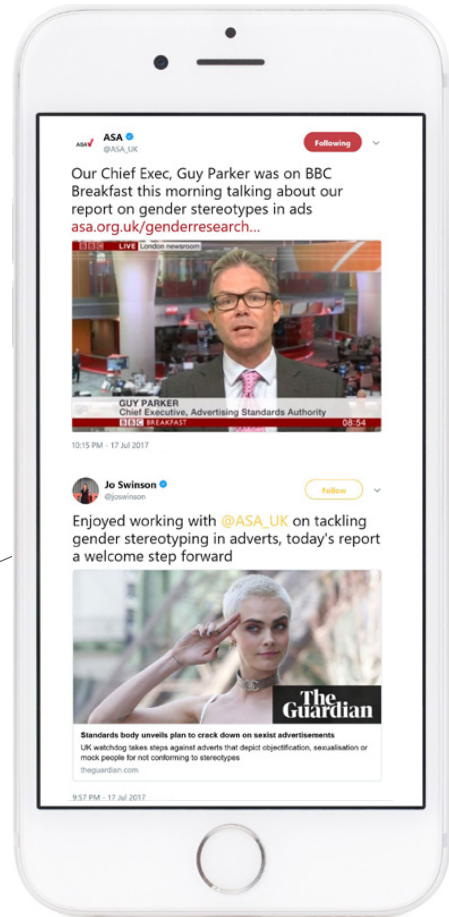 ASA
ASA
@ASA_UK
Following
Our Chief Exec, Guy Parker was on BBC
Breakfast this morning talking about our
report on gender stereotypes in ads
asa.org.uk/genderresearch...
BBC LIVE London newsroom
GUY PARKER
Chief Executive, Advertising Standards Authority
BBC BREAKFAST 08:54
10:15 PM - 17 Jul 2017
Jo Swinson
@joswinson
Follow
Enjoyed working with @ASA_UK on tackling
gender stereotyping in adverts, today's report
a welcome step forward
The
Guardian
Standards body unveils plan to crack down on sexist advertisements
UK watchdog takes steps against adverts that depict objectification, sexualisation or
mock people for not conforming to stereotypes
theguardian.com
9:57 PM - 17 Jul 2017